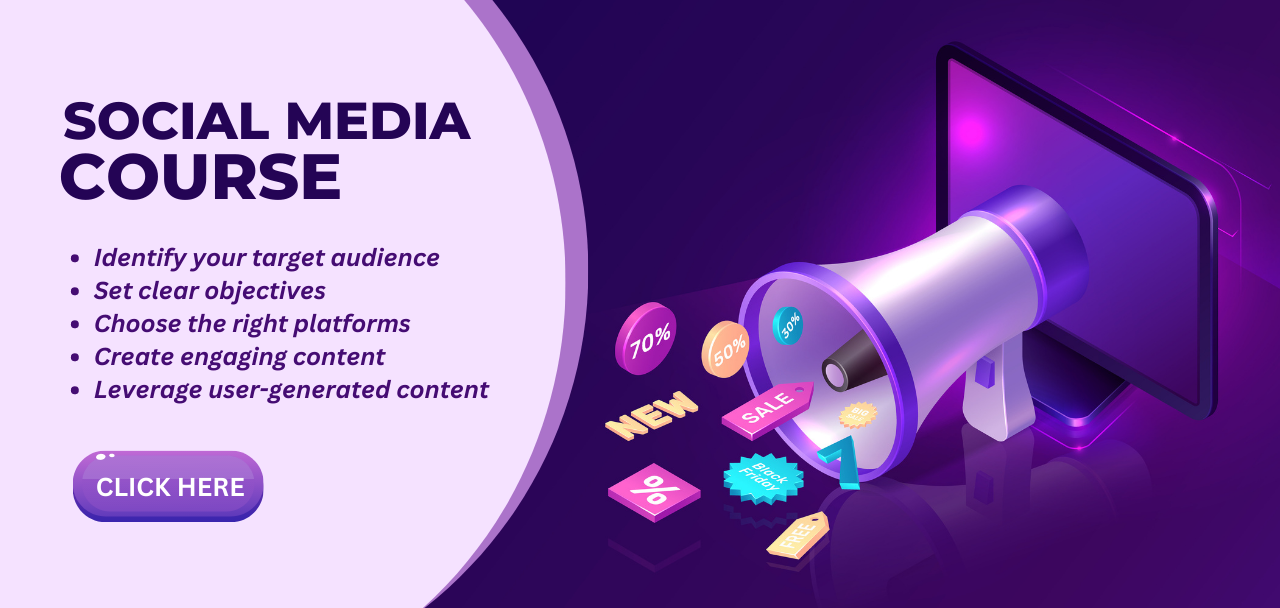 SOCIAL MEDIA
COURSE
Identify your target audience
Set clear objectives
Choose the right platforms
Create engaging content
Leverage user-generated content
CLICK HERE
70%
50%
30%
NEW
SALE
BIG
%
Black
Friday
FREE